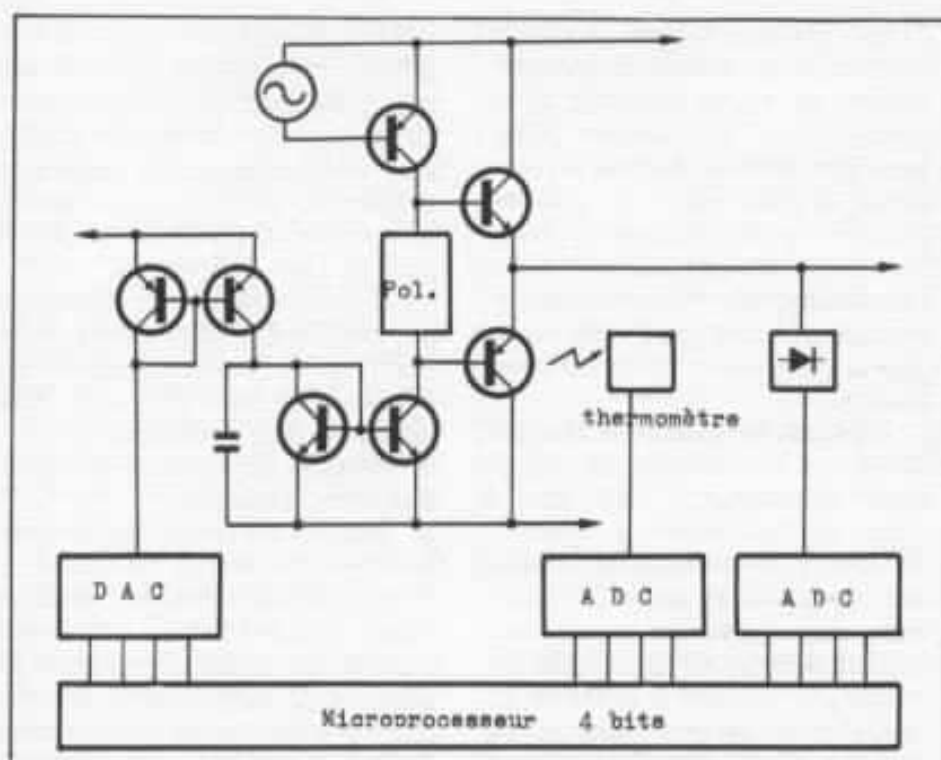 Pol.
thermomètre
D A C
A D C
A D C
Microprocesseur 4 bits